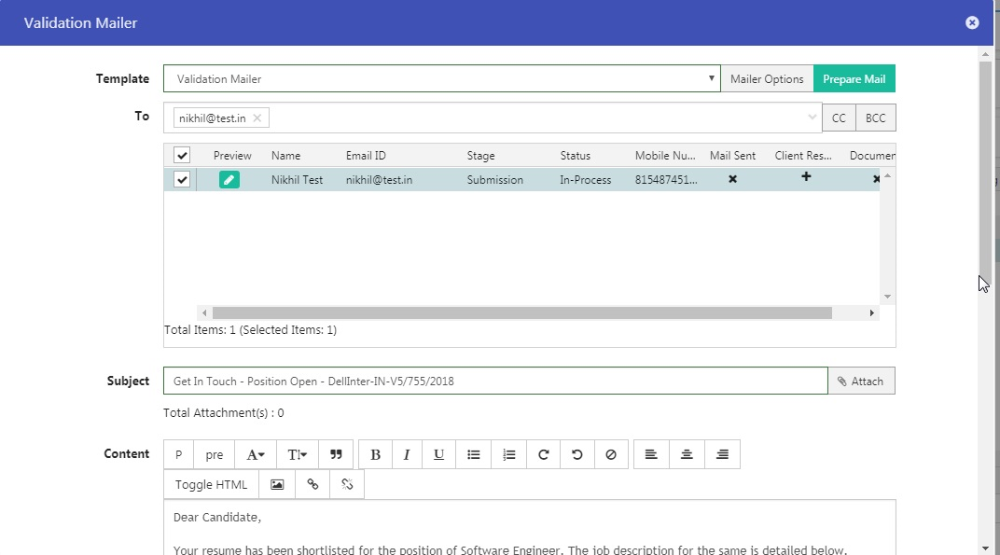 Validation Mailer
Template Validation Mailer Mailer Options Prepare Mail
To nikhil@test.in CC BCC
Preview Name Email ID Stage Status Mobile Nu... Mail Sent Client Res... Documen
Nikhil Test nikhil@test.in Submission In-Process 815487451...
Total Items: 1 (Selected Items: 1)
Subject Get In Touch - Position Open - DellInter-IN-V5/755/2018 Attach
Total Attachment(s) : 0
Content P pre A T! B I U
Toggle HTML
Dear Candidate,
Your resume has been shortlisted for the position of Software Engineer. The job description for the same is detailed below.